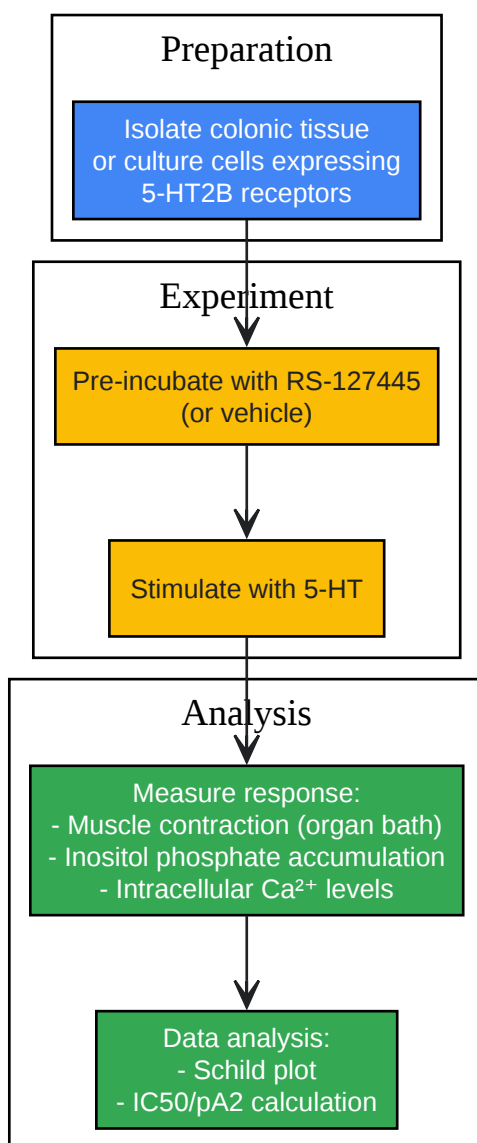 Preparation
Isolate colonic tissue
or culture cells expressing
5-HT2B receptors
Experiment
Pre-incubate with RS-127445
(or vehicle)
Stimulate with 5-HT
Analysis
Measure response:
- Muscle contraction (organ bath)
- Inositol phosphate accumulation
- Intracellular Ca²⁺ levels
Data analysis:
- Schild plot
- IC50/pA2 calculation